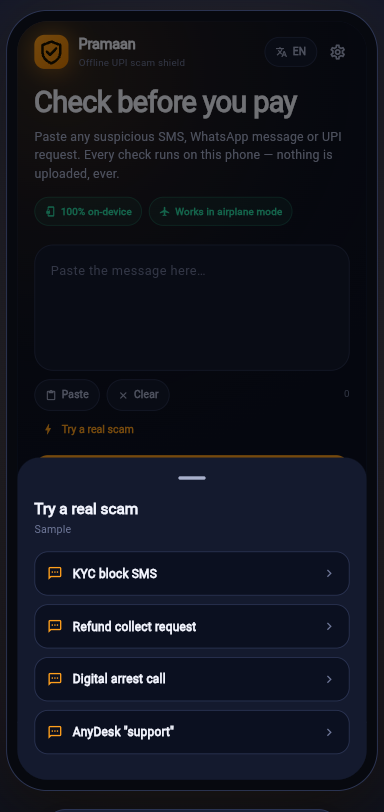 Pramaan
Offline UPI scam shield
EN
Check before you pay
Paste any suspicious SMS, WhatsApp message or UPI
request. Every check runs on this phone — nothing is
uploaded, ever.
100% on-device
Works in airplane mode
Paste the message here…
Paste
Clear
0
Try a real scam
Try a real scam
Sample
KYC block SMS
Refund collect request
Digital arrest call
AnyDesk "support"